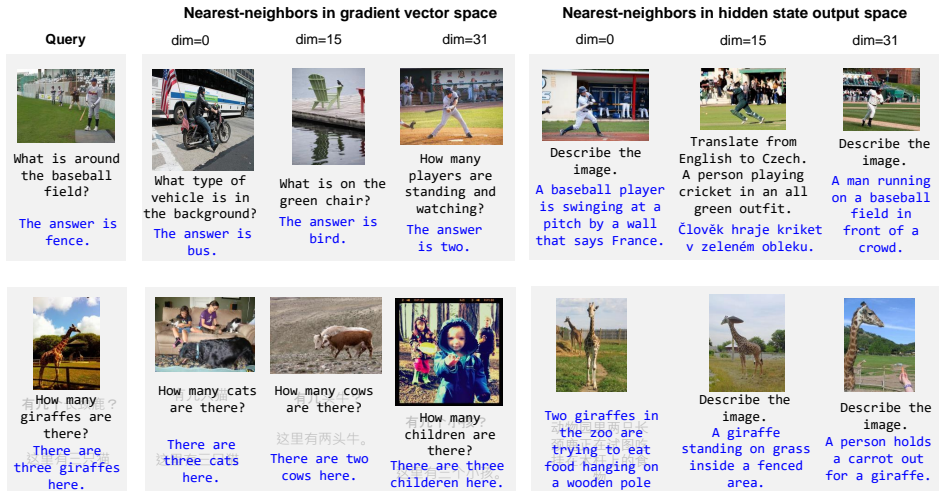 Nearest-neighbors in gradient vector space
Nearest-neighbors in hidden state output space
Query
dim=0
dim=15
dim=31
dim=0
dim=15
dim=31
What is around
the baseball
field?
The answer is
fence.
What type of
vehicle is in
the background?
The answer is
bus.
What is on the
green chair?
The answer is
bird.
How many
players are
standing and
watching?
The answer
is two.
Describe the
image.
A baseball player
is swinging at a
pitch by a wall
that says France.
Translate from
English to Czech.
A person playing
cricket in an all
green outfit.
Člověk hraje kriket
v zeleném obleku.
Describe the
image.
A man running
on a baseball
field in
front of a
crowd.
How many
giraffes are
there?
There are
three giraffes
here.
How many cats
are there?
There are
three cats
here.
How many cows
are there?
这里有两头牛。
There are two
cows here.
How many
children are
there?
There are three
childeren here.
Two giraffes in
the zoo are
trying to eat
food hanging on
a wooden pole
Describe the
image.
A giraffe
standing on grass
inside a fenced
area.
Describe the
image.
A person holds
a carrot out
for a giraffe.